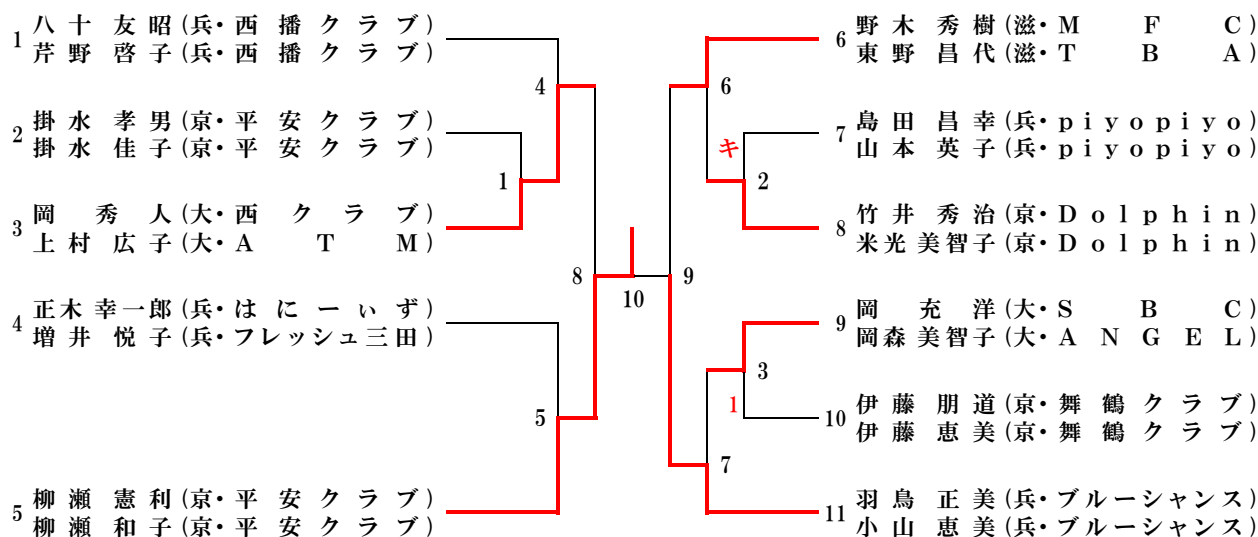 1 八十友昭(兵・西播クラブ)
芹野啓子(兵・西播クラブ)
2 掛水孝男(京・平安クラブ)
掛水佳子(京・平安クラブ)
3 岡秀人(大・西クラブ)
上村広子(大・ATM)
4 正木幸一郎(兵・はにーぃず)
増井悦子(兵・フレッシュ三田)
5 柳瀬憲利(京・平安クラブ)
柳瀬和子(京・平安クラブ)
4
1
5
8
10
9
6
キ
2
3
1
7
6 野木秀樹(滋・MFC)
東野昌代(滋・TBA)
7 島田昌幸(兵・piyopiyo)
山本英子(兵・piyopiyo)
8 竹井秀治(京・Dolphin)
米光美智子(京・Dolphin)
9 岡充洋(大・SBC)
岡森美智子(大・ANGEL)
10 伊藤朋道(京・舞鶴クラブ)
伊藤恵美(京・舞鶴クラブ)
11 羽鳥正美(兵・ブルーシャンス)
小山恵美(兵・ブルーシャンス)